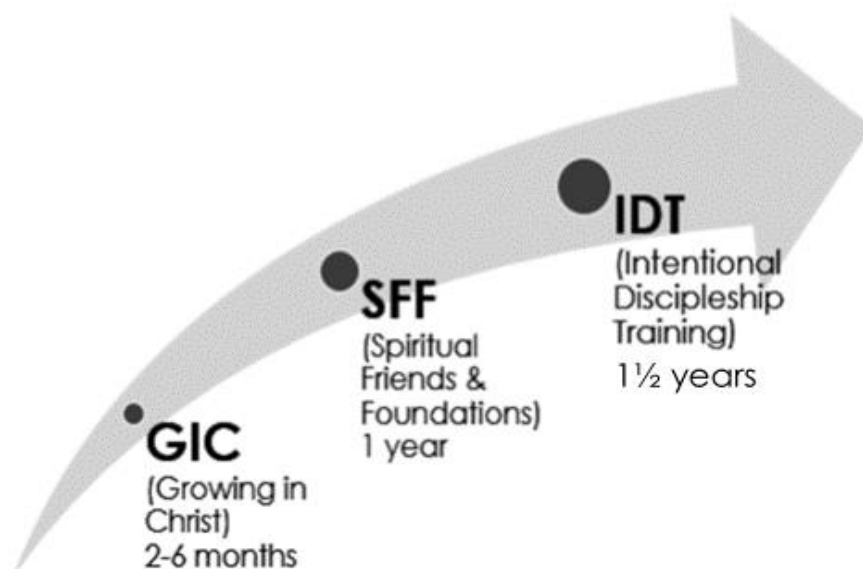 GIC
(Growing in
Christ)
2-6 months
SFF
(Spiritual
Friends &
Foundations)
1 year
IDT
(Intentional
Discipleship
Training)
1½ years